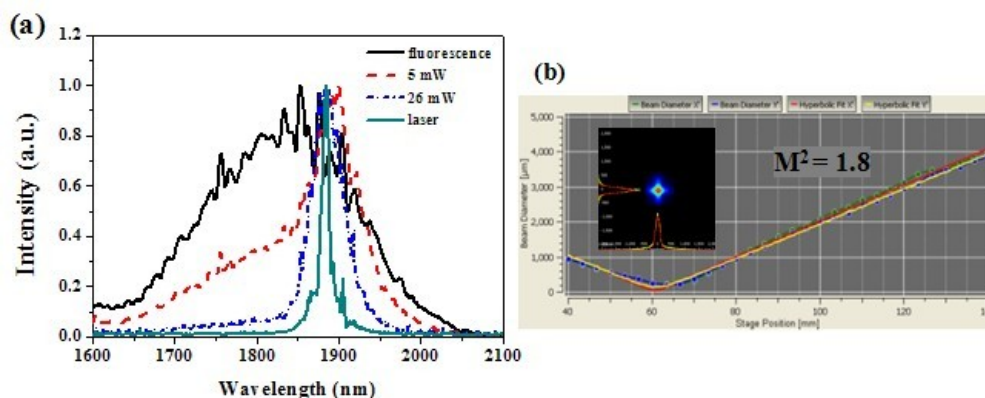 (a)
1.2
1.0
0.8
0.6
0.4
0.2
0.0
Intensity (a.u.)
fluorescence
5 mW
26 mW
laser
1600 1700 1800 1900 2000 2100
Wavelength (nm)
(b)
Beam Diameter X' Beam Diameter Y' Hyperbolic Fit X' Hyperbolic Fit Y'
5,000
4,000
3,000
2,000
1,000
0
Beam Diameter [µm]
M² = 1.8
40 60 80 100 120
Stage Position [mm]